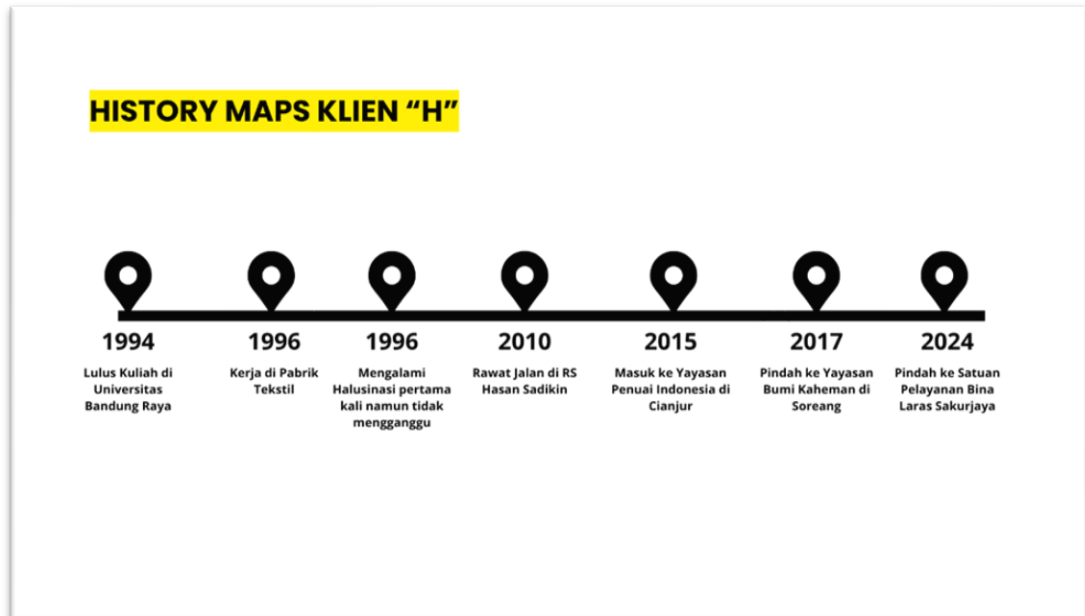 HISTORY MAPS KLIEN “H”
1994
Lulus Kuliah di
Universitas
Bandung Raya
1996
Kerja di Pabrik
Tekstil
1996
Mengalami
Halusinasi pertama
kali namun tidak
mengganggu
2010
Rawat Jalan di RS
Hasan Sadikin
2015
Masuk ke Yayasan
Penuai Indonesia di
Cianjur
2017
Pindah ke Yayasan
Bumi Kaheman di
Soreang
2024
Pindah ke Satuan
Pelayanan Bina
Laras Sakurjaya